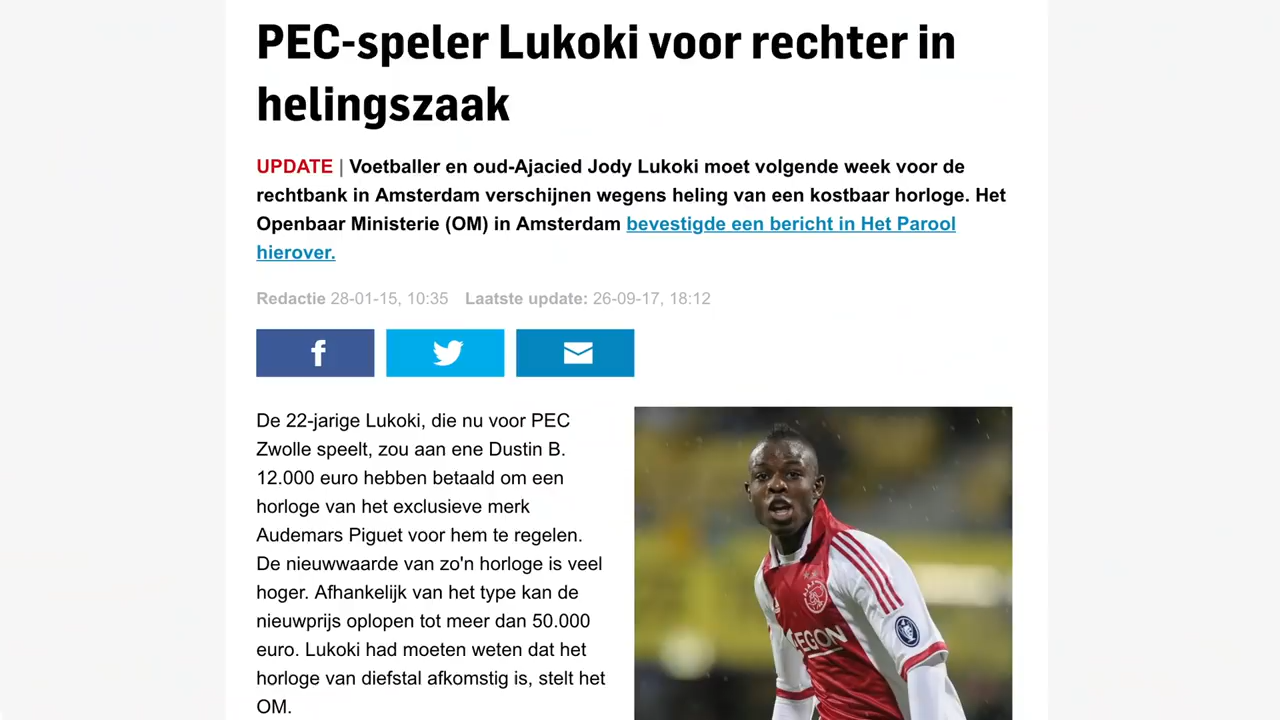 PEC-speler Lukoki voor rechter in
helingszaak
UPDATE | Voetballer en oud-Ajacied Jody Lukoki moet volgende week voor de
rechtbank in Amsterdam verschijnen wegens heling van een kostbaar horloge. Het
Openbaar Ministerie (OM) in Amsterdam bevestigde een bericht in Het Parool
hierover.
Redactie 28-01-15, 10:35 Laatste update: 26-09-17, 18:12
De 22-jarige Lukoki, die nu voor PEC
Zwolle speelt, zou aan ene Dustin B.
12.000 euro hebben betaald om een
horloge van het exclusieve merk
Audemars Piguet voor hem te regelen.
De nieuwwaarde van zo'n horloge is veel
hoger. Afhankelijk van het type kan de
nieuwprijs oplopen tot meer dan 50.000
euro. Lukoki had moeten weten dat het
horloge van diefstal afkomstig is, stelt het
OM.
AJAX
AEGON